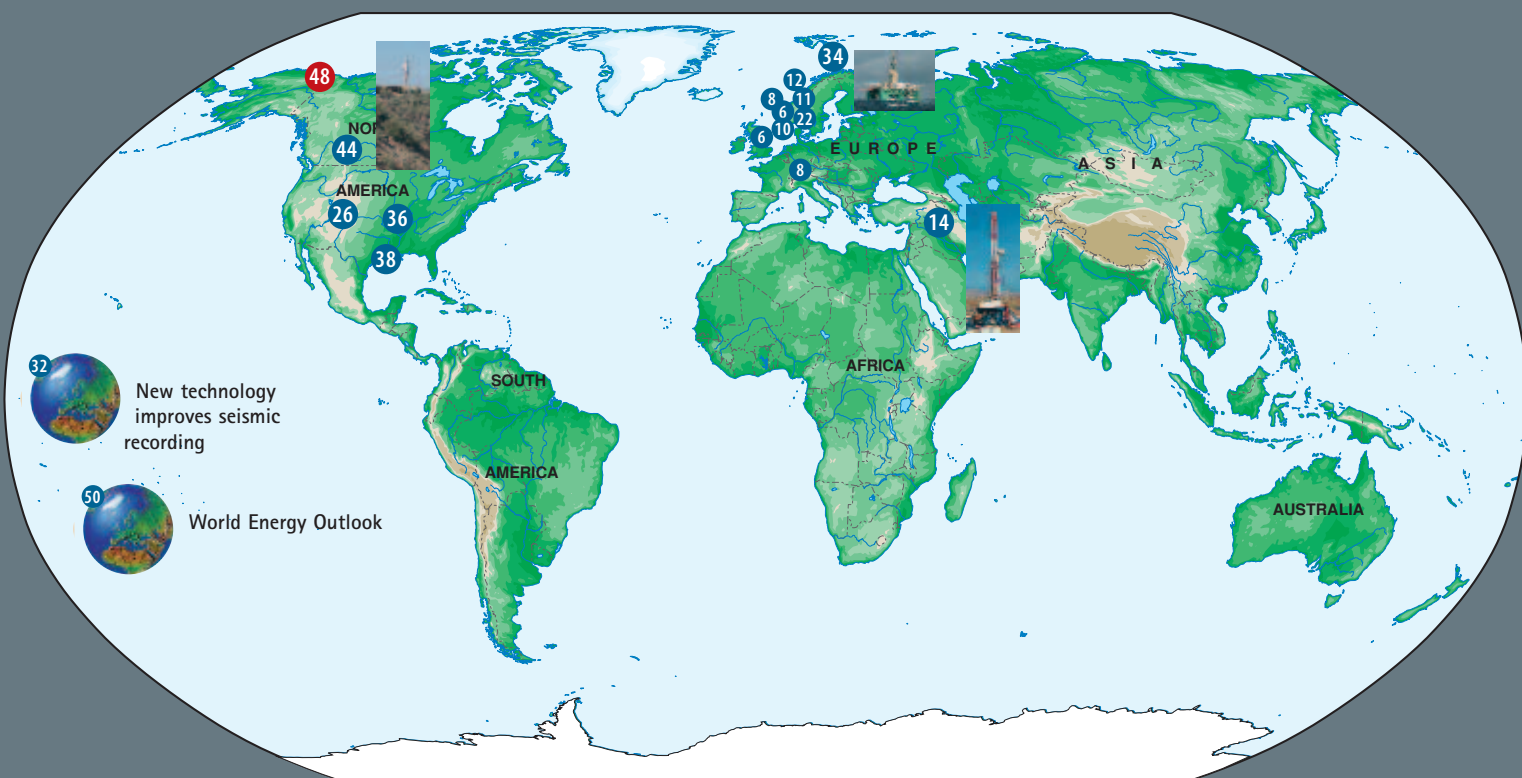 48
34
12
8
11
6
22
10
6
NOR
44
EUROPE
ASIA
8
AMERICA
26
36
14
38
32
New technology
improves seismic
recording
SOUTH
AFRICA
AMERICA
50
World Energy Outlook
AUSTRALIA